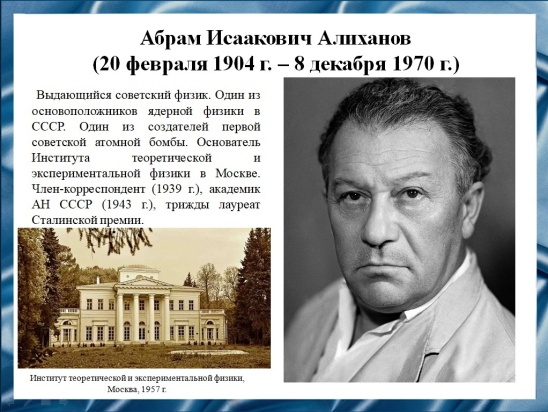 Абрам Исаакович Алиханов
(20 февраля 1904 г. – 8 декабря 1970 г.)
Выдающийся советский физик. Один из
основоположников ядерной физики в
СССР. Один из создателей первой
советской атомной бомбы. Основатель
Института теоретической и
экспериментальной физики в Москве.
Член-корреспондент (1939 г.), академик
АН СССР (1943 г.), трижды лауреат
Сталинской премии.
Институт теоретической и экспериментальной физики,
Москва, 1957 г.